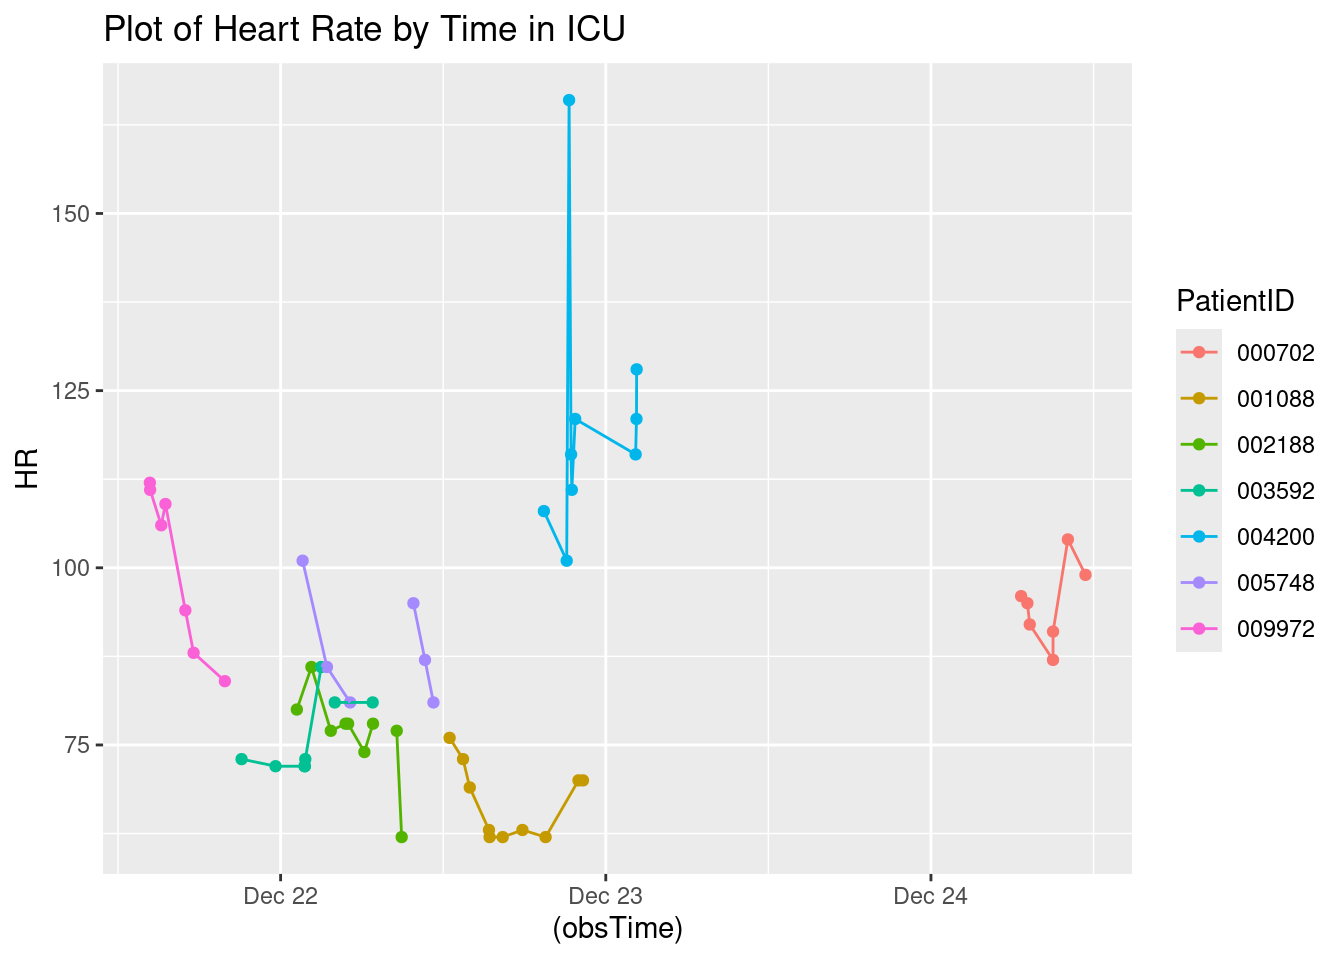 Plot of Heart Rate by Time in ICU
HR
150
125
100
75
Dec 22
Dec 23
Dec 24
(obsTime)
PatientID
000702
001088
002188
003592
004200
005748
009972